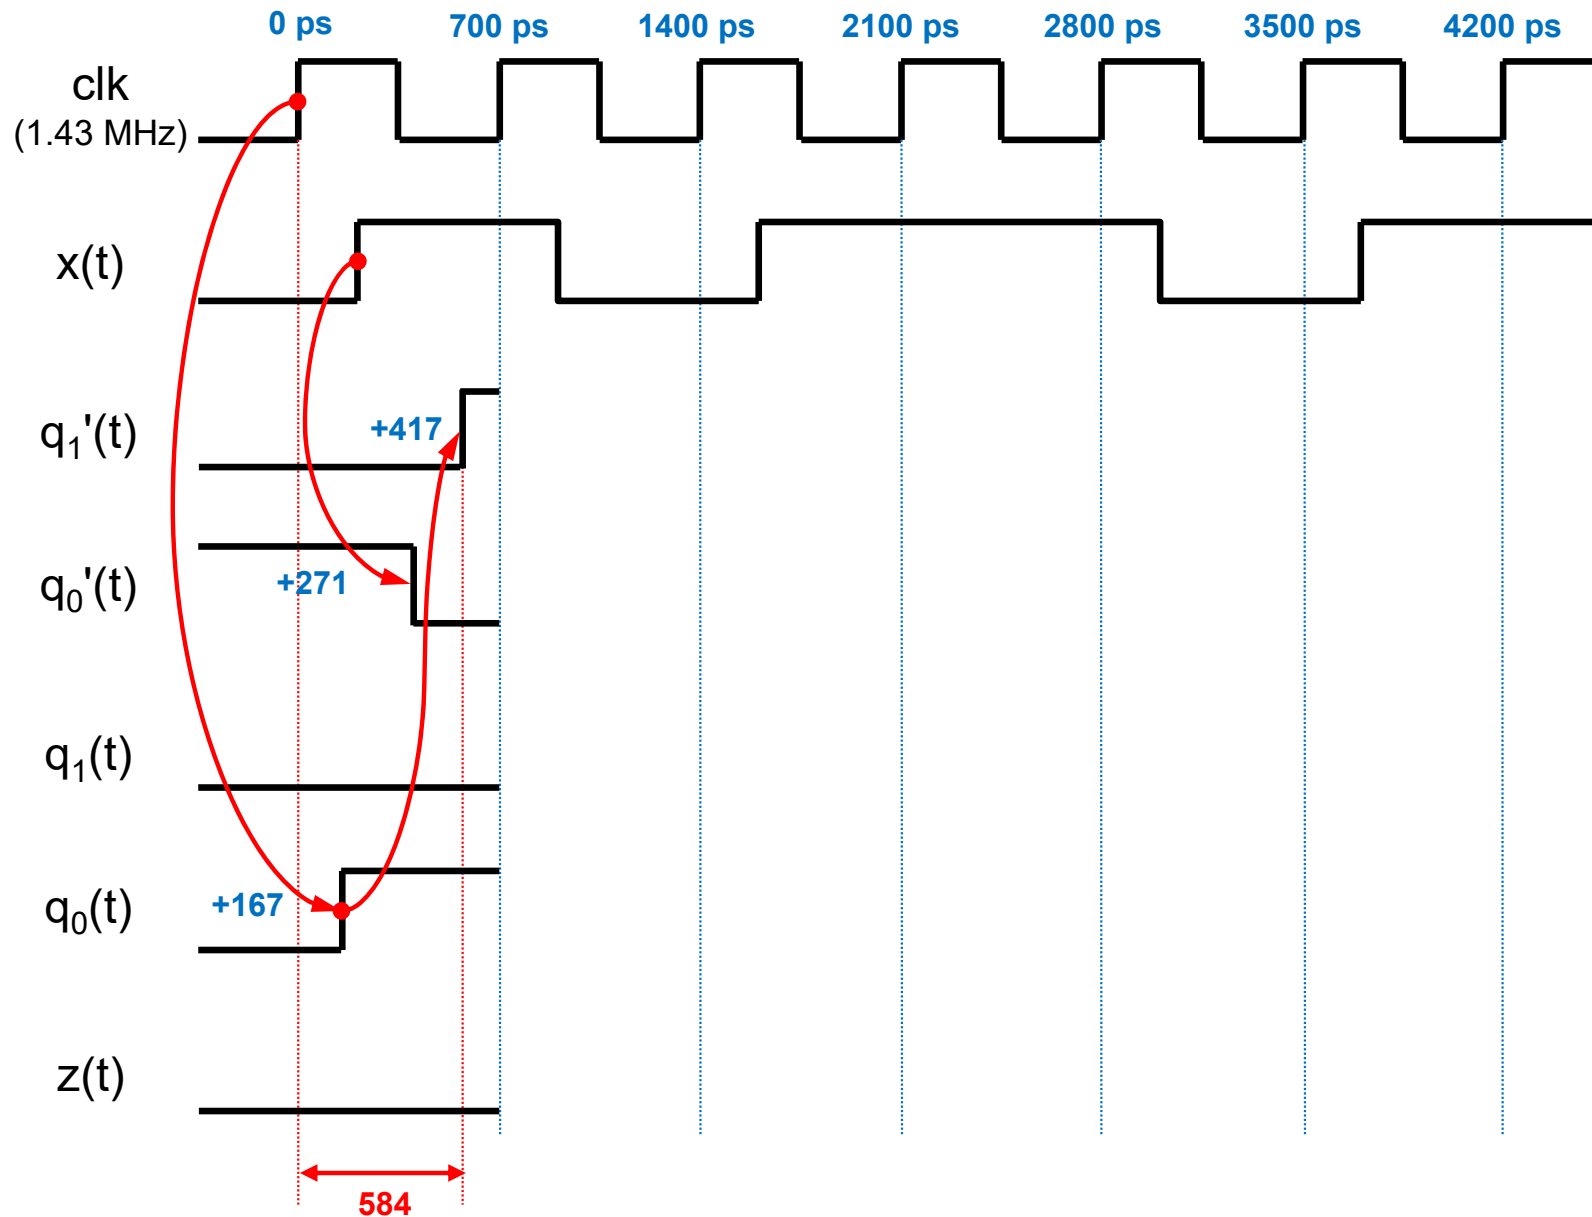 0 ps 700 ps 1400 ps 2100 ps 2800 ps 3500 ps 4200 ps
clk
(1.43 MHz)
x(t)
q1'(t)
+417
q0'(t)
+271
q1(t)
q0(t)
+167
z(t)
584